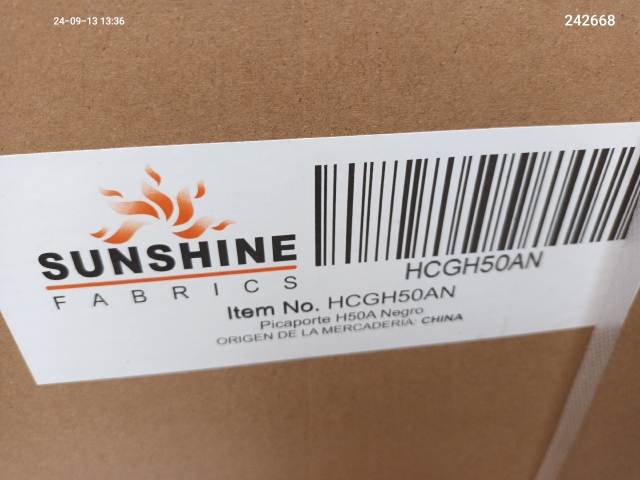 24-09-13 13:36
242668
SUNSHINE
FABRICS
HCGH50AN
Item No. HCGH50AN
Picaporte H50A Negro
ORIGEN DE LA MERCADERÍA: CHINA